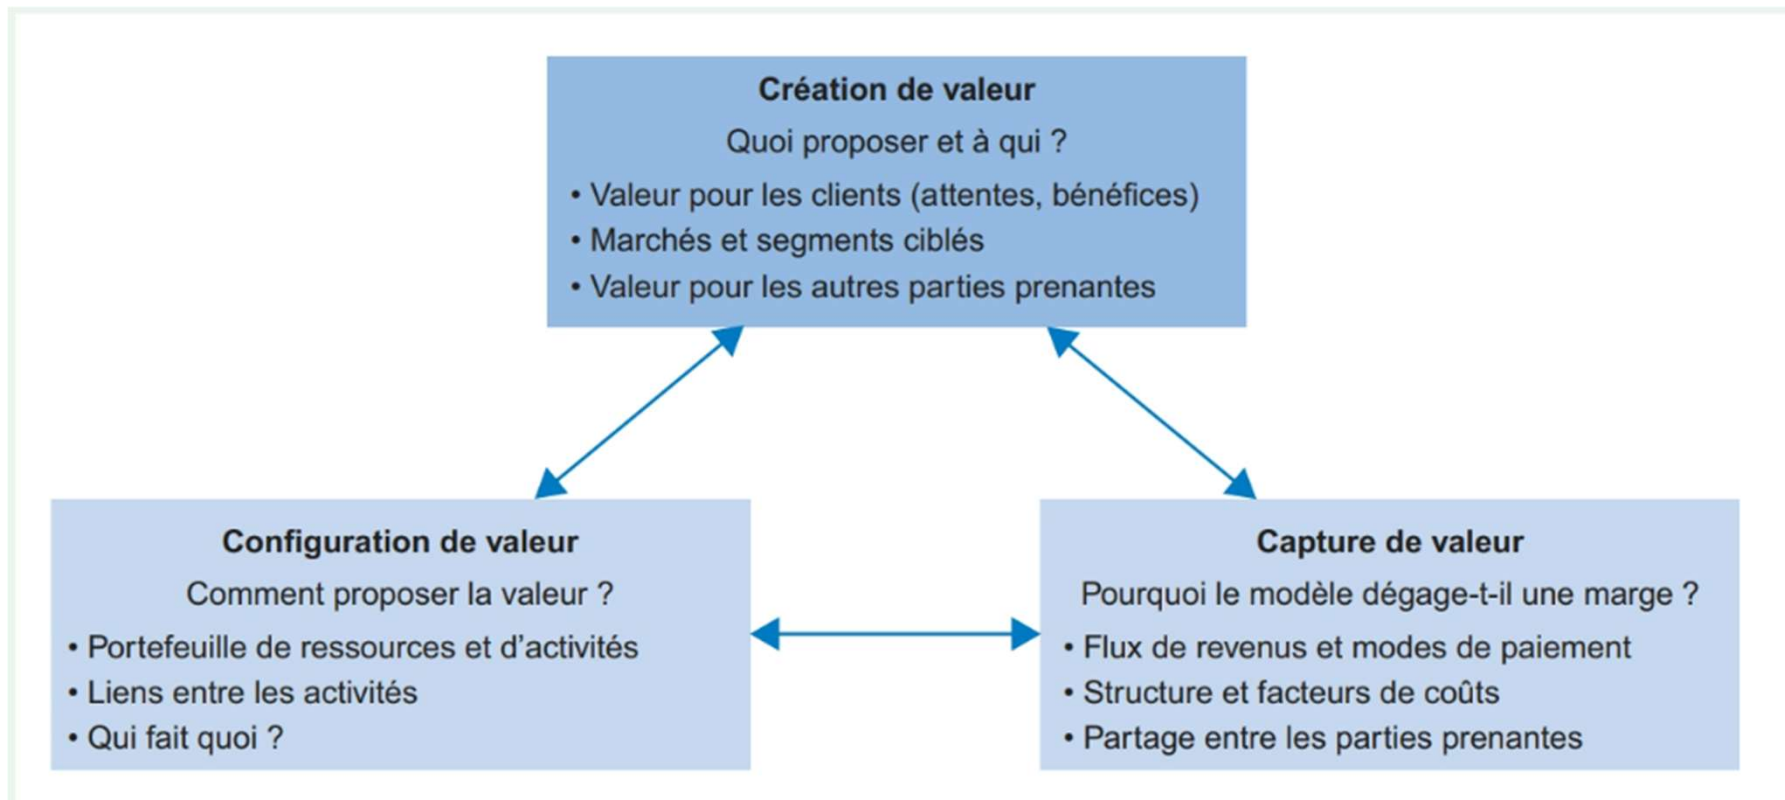 Création de valeur
Quoi proposer et à qui ?
• Valeur pour les clients (attentes, bénéfices)
• Marchés et segments ciblés
• Valeur pour les autres parties prenantes
Configuration de valeur
Comment proposer la valeur ?
• Portefeuille de ressources et d’activités
• Liens entre les activités
• Qui fait quoi ?
Capture de valeur
Pourquoi le modèle dégage-t-il une marge ?
• Flux de revenus et modes de paiement
• Structure et facteurs de coûts
• Partage entre les parties prenantes